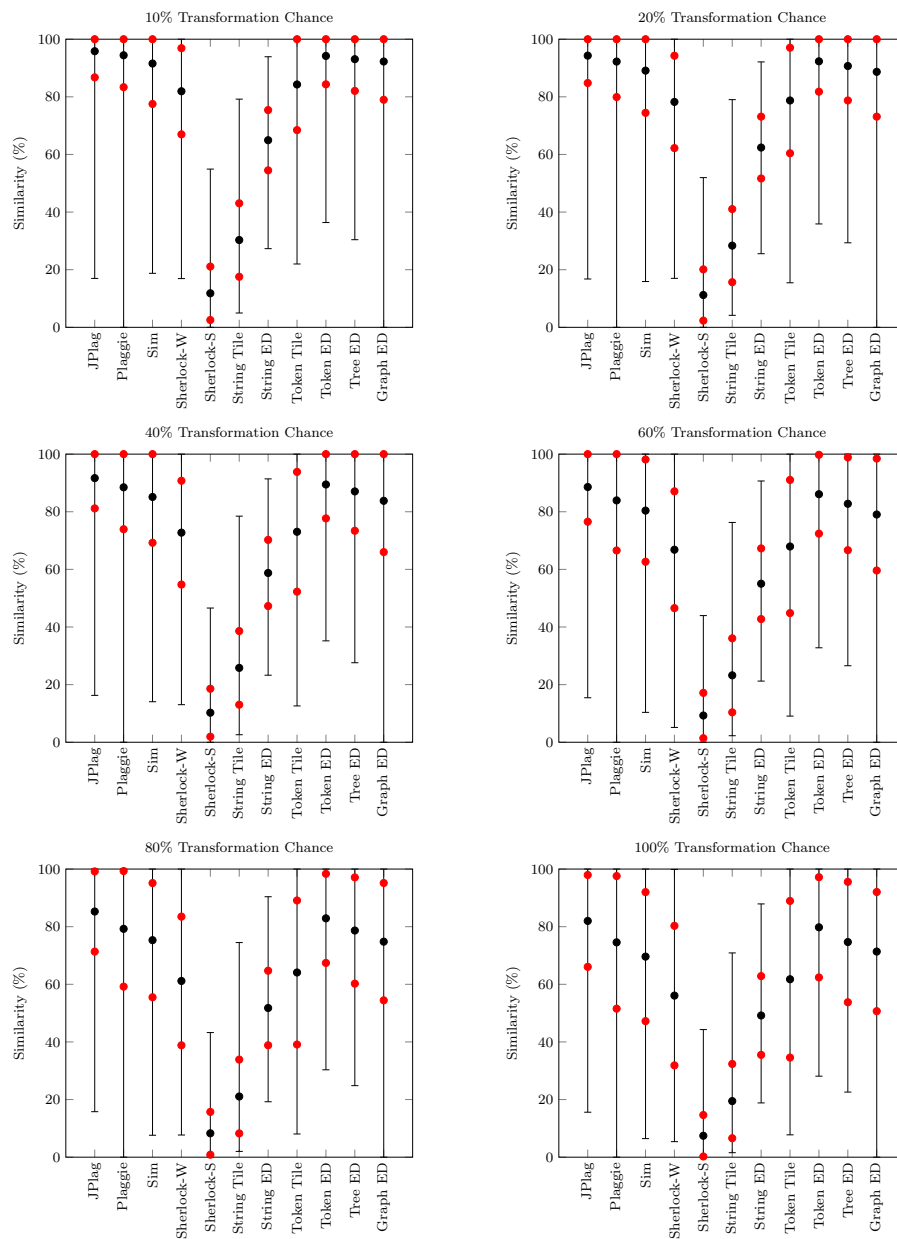 10% Transformation Chance
Similarity (%)
100
80
60
40
20
0
JPlag
Plaggie
Sim
Sherlock-W
Sherlock-S
String Tile
String ED
Token Tile
Token ED
Tree ED
Graph ED
20% Transformation Chance
Similarity (%)
100
80
60
40
20
0
JPlag
Plaggie
Sim
Sherlock-W
Sherlock-S
String Tile
String ED
Token Tile
Token ED
Tree ED
Graph ED
40% Transformation Chance
Similarity (%)
100
80
60
40
20
0
JPlag
Plaggie
Sim
Sherlock-W
Sherlock-S
String Tile
String ED
Token Tile
Token ED
Tree ED
Graph ED
60% Transformation Chance
Similarity (%)
100
80
60
40
20
0
JPlag
Plaggie
Sim
Sherlock-W
Sherlock-S
String Tile
String ED
Token Tile
Token ED
Tree ED
Graph ED
80% Transformation Chance
Similarity (%)
100
80
60
40
20
0
JPlag
Plaggie
Sim
Sherlock-W
Sherlock-S
String Tile
String ED
Token Tile
Token ED
Tree ED
Graph ED
100% Transformation Chance
Similarity (%)
100
80
60
40
20
0
JPlag
Plaggie
Sim
Sherlock-W
Sherlock-S
String Tile
String ED
Token Tile
Token ED
Tree ED
Graph ED